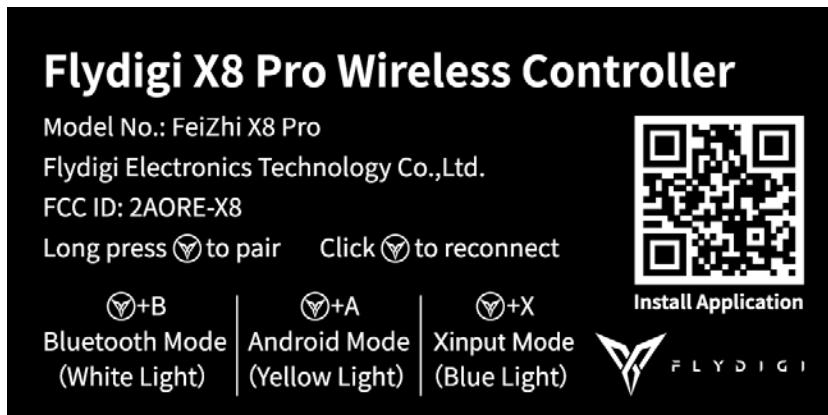 Flydigi X8 Pro Wireless Controller
Model No.: FeiZhi X8 Pro
Flydigi Electronics Technology Co.,Ltd.
FCC ID: 2AORE-X8
Long press to pair Click to reconnect
+B
Bluetooth Mode
(White Light)
+A
Android Mode
(Yellow Light)
+X
Xinput Mode
(Blue Light)
Install Application
FLYDIGI